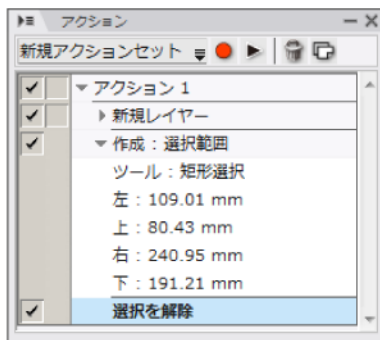 アクション
新規アクションセット
アクション 1
新規レイヤー
作成：選択範囲
ツール：矩形選択
左：109.01 mm
上：80.43 mm
右：240.95 mm
下：191.21 mm
選択を解除